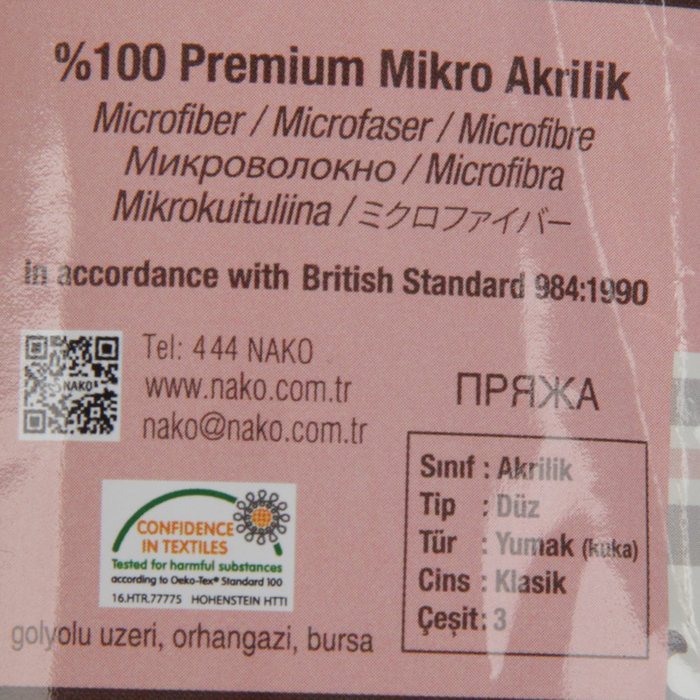 %100 Premium Mikro Akrilik
Microfiber / Microfaser / Microfibre
Микроволокно / Microfibra
Mikrokuituliina / ミクロファイバー
in accordance with British Standard 984:1990
NAKO
Tel: 444 NAKO
www.nako.com.tr
nako@nako.com.tr
ПРЯЖА
Sınıf : Akrilik
Tip : Düz
Tür : Yumak (kuka)
Cins : Klasik
Çeşit: 3
CONFIDENCE
IN TEXTILES
Tested for harmful substances
according to Oeko-Tex® Standard 100
16.HTR.77775 HOHENSTEIN HTTI
golyolu uzeri, orhangazi, bursa